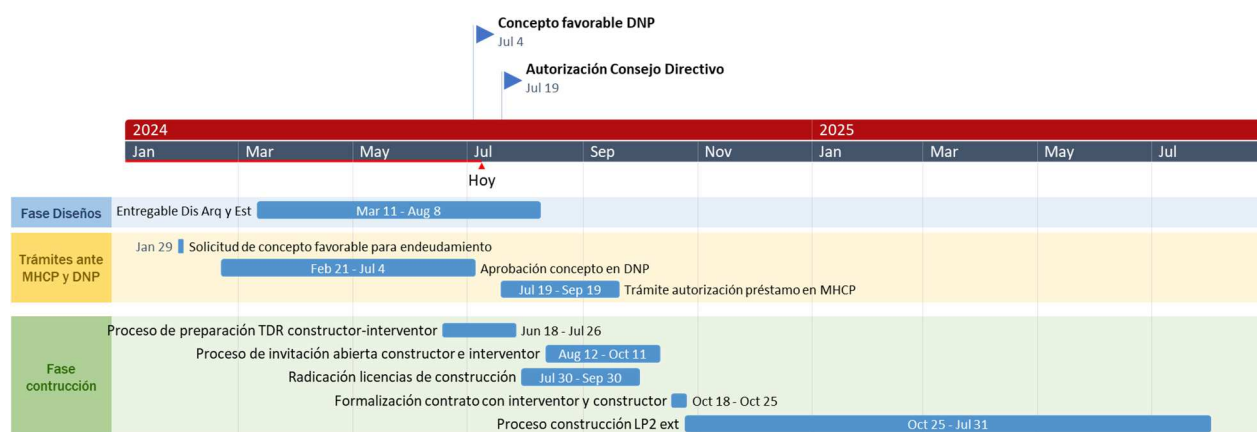 Concepto favorable DNP
Jul 4
Autorización Consejo Directivo
Jul 19
2024 2025
Jan Mar May Jul Sep Nov Jan Mar May Jul
Hoy
Fase Diseños
Entregable Dis Arq y Est Mar 11 - Aug 8
Trámites ante
MHCP y DNP
Jan 29 Solicitud de concepto favorable para endeudamiento
Feb 21 - Jul 4 Aprobación concepto en DNP
Jul 19 - Sep 19 Trámite autorización préstamo en MHCP
Fase
contrucción
Proceso de preparación TDR constructor-interventor Jun 18 - Jul 26
Proceso de invitación abierta constructor e interventor Aug 12 - Oct 11
Radicación licencias de construcción Jul 30 - Sep 30
Formalización contrato con interventor y constructor Oct 18 - Oct 25
Proceso construcción LP2 ext Oct 25 - Jul 31